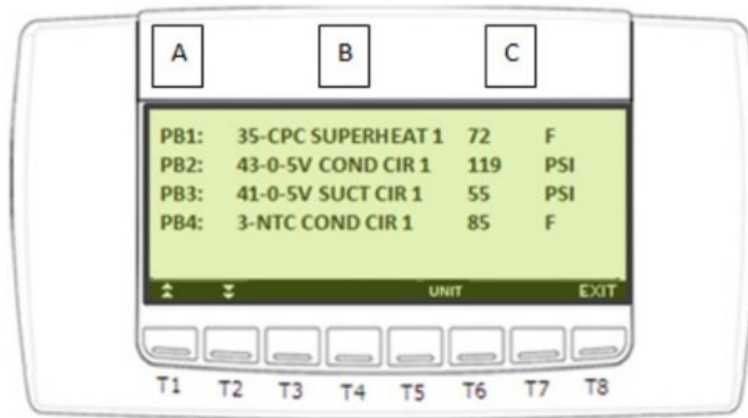 A B C
PB1: 35-CPC SUPERHEAT 1 72 F
PB2: 43-0-5V COND CIR 1 119 PSI
PB3: 41-0-5V SUCT CIR 1 55 PSI
PB4: 3-NTC COND CIR 1 85 F
UNIT EXIT
T1 T2 T3 T4 T5 T6 T7 T8